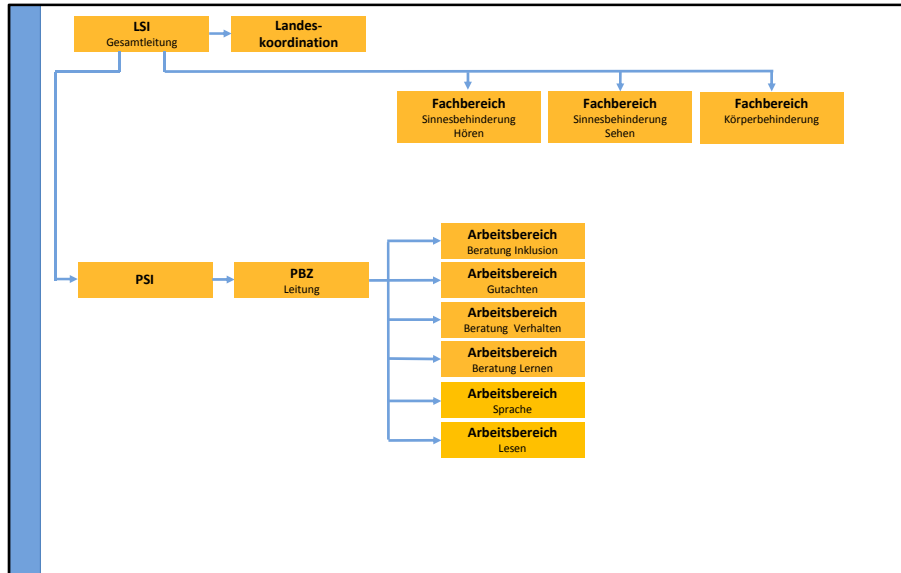 LSI
Gesamtleitung
Landes-
koordination
Fachbereich
Sinnesbehinderung
Hören
Fachbereich
Sinnesbehinderung
Sehen
Fachbereich
Körperbehinderung
PSI
PBZ
Leitung
Arbeitsbereich
Beratung Inklusion
Arbeitsbereich
Gutachten
Arbeitsbereich
Beratung  Verhalten
Arbeitsbereich
Beratung Lernen
Arbeitsbereich
Sprache
Arbeitsbereich
Lesen